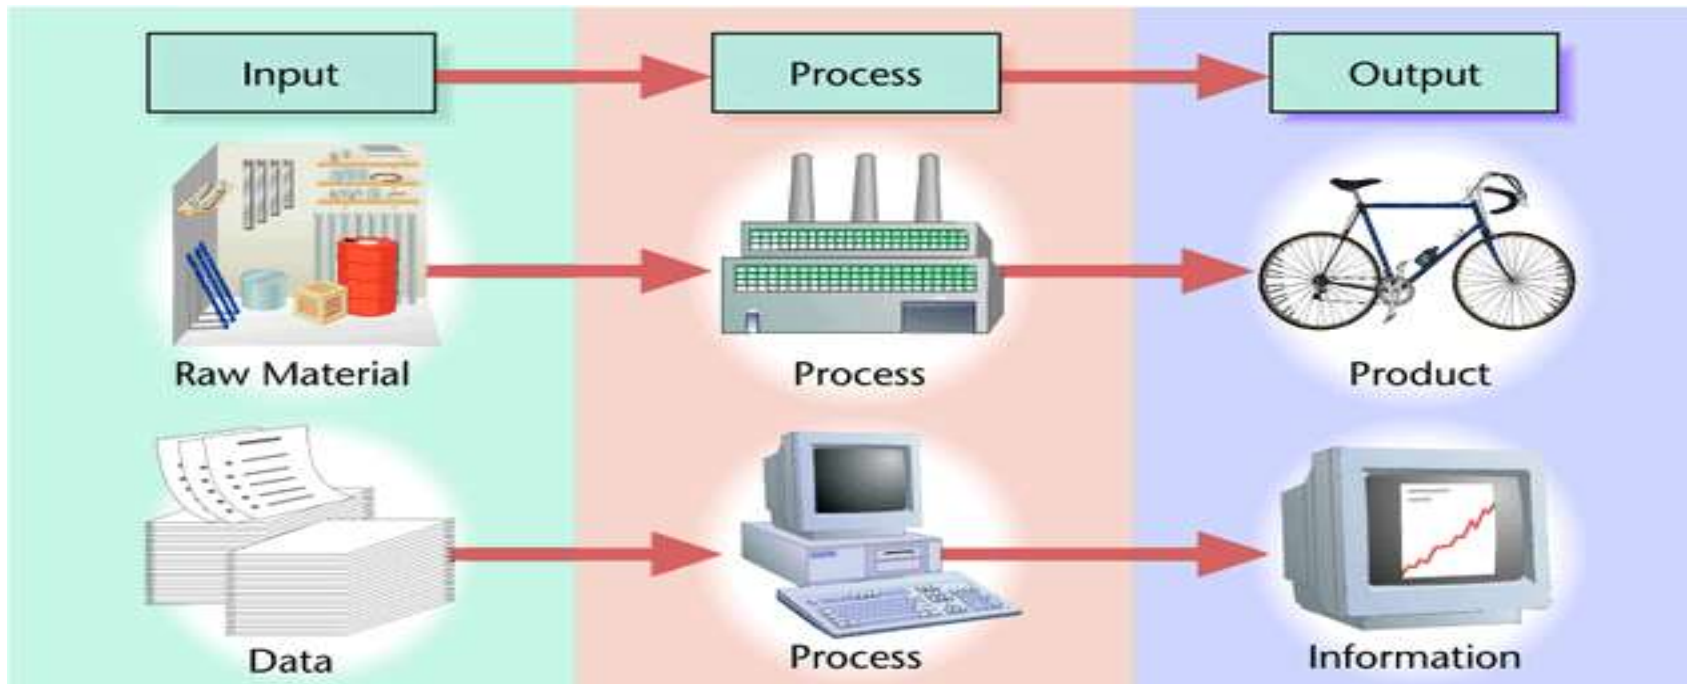 Input
Process
Output
Raw Material
Process
Product
Data
Process
Information